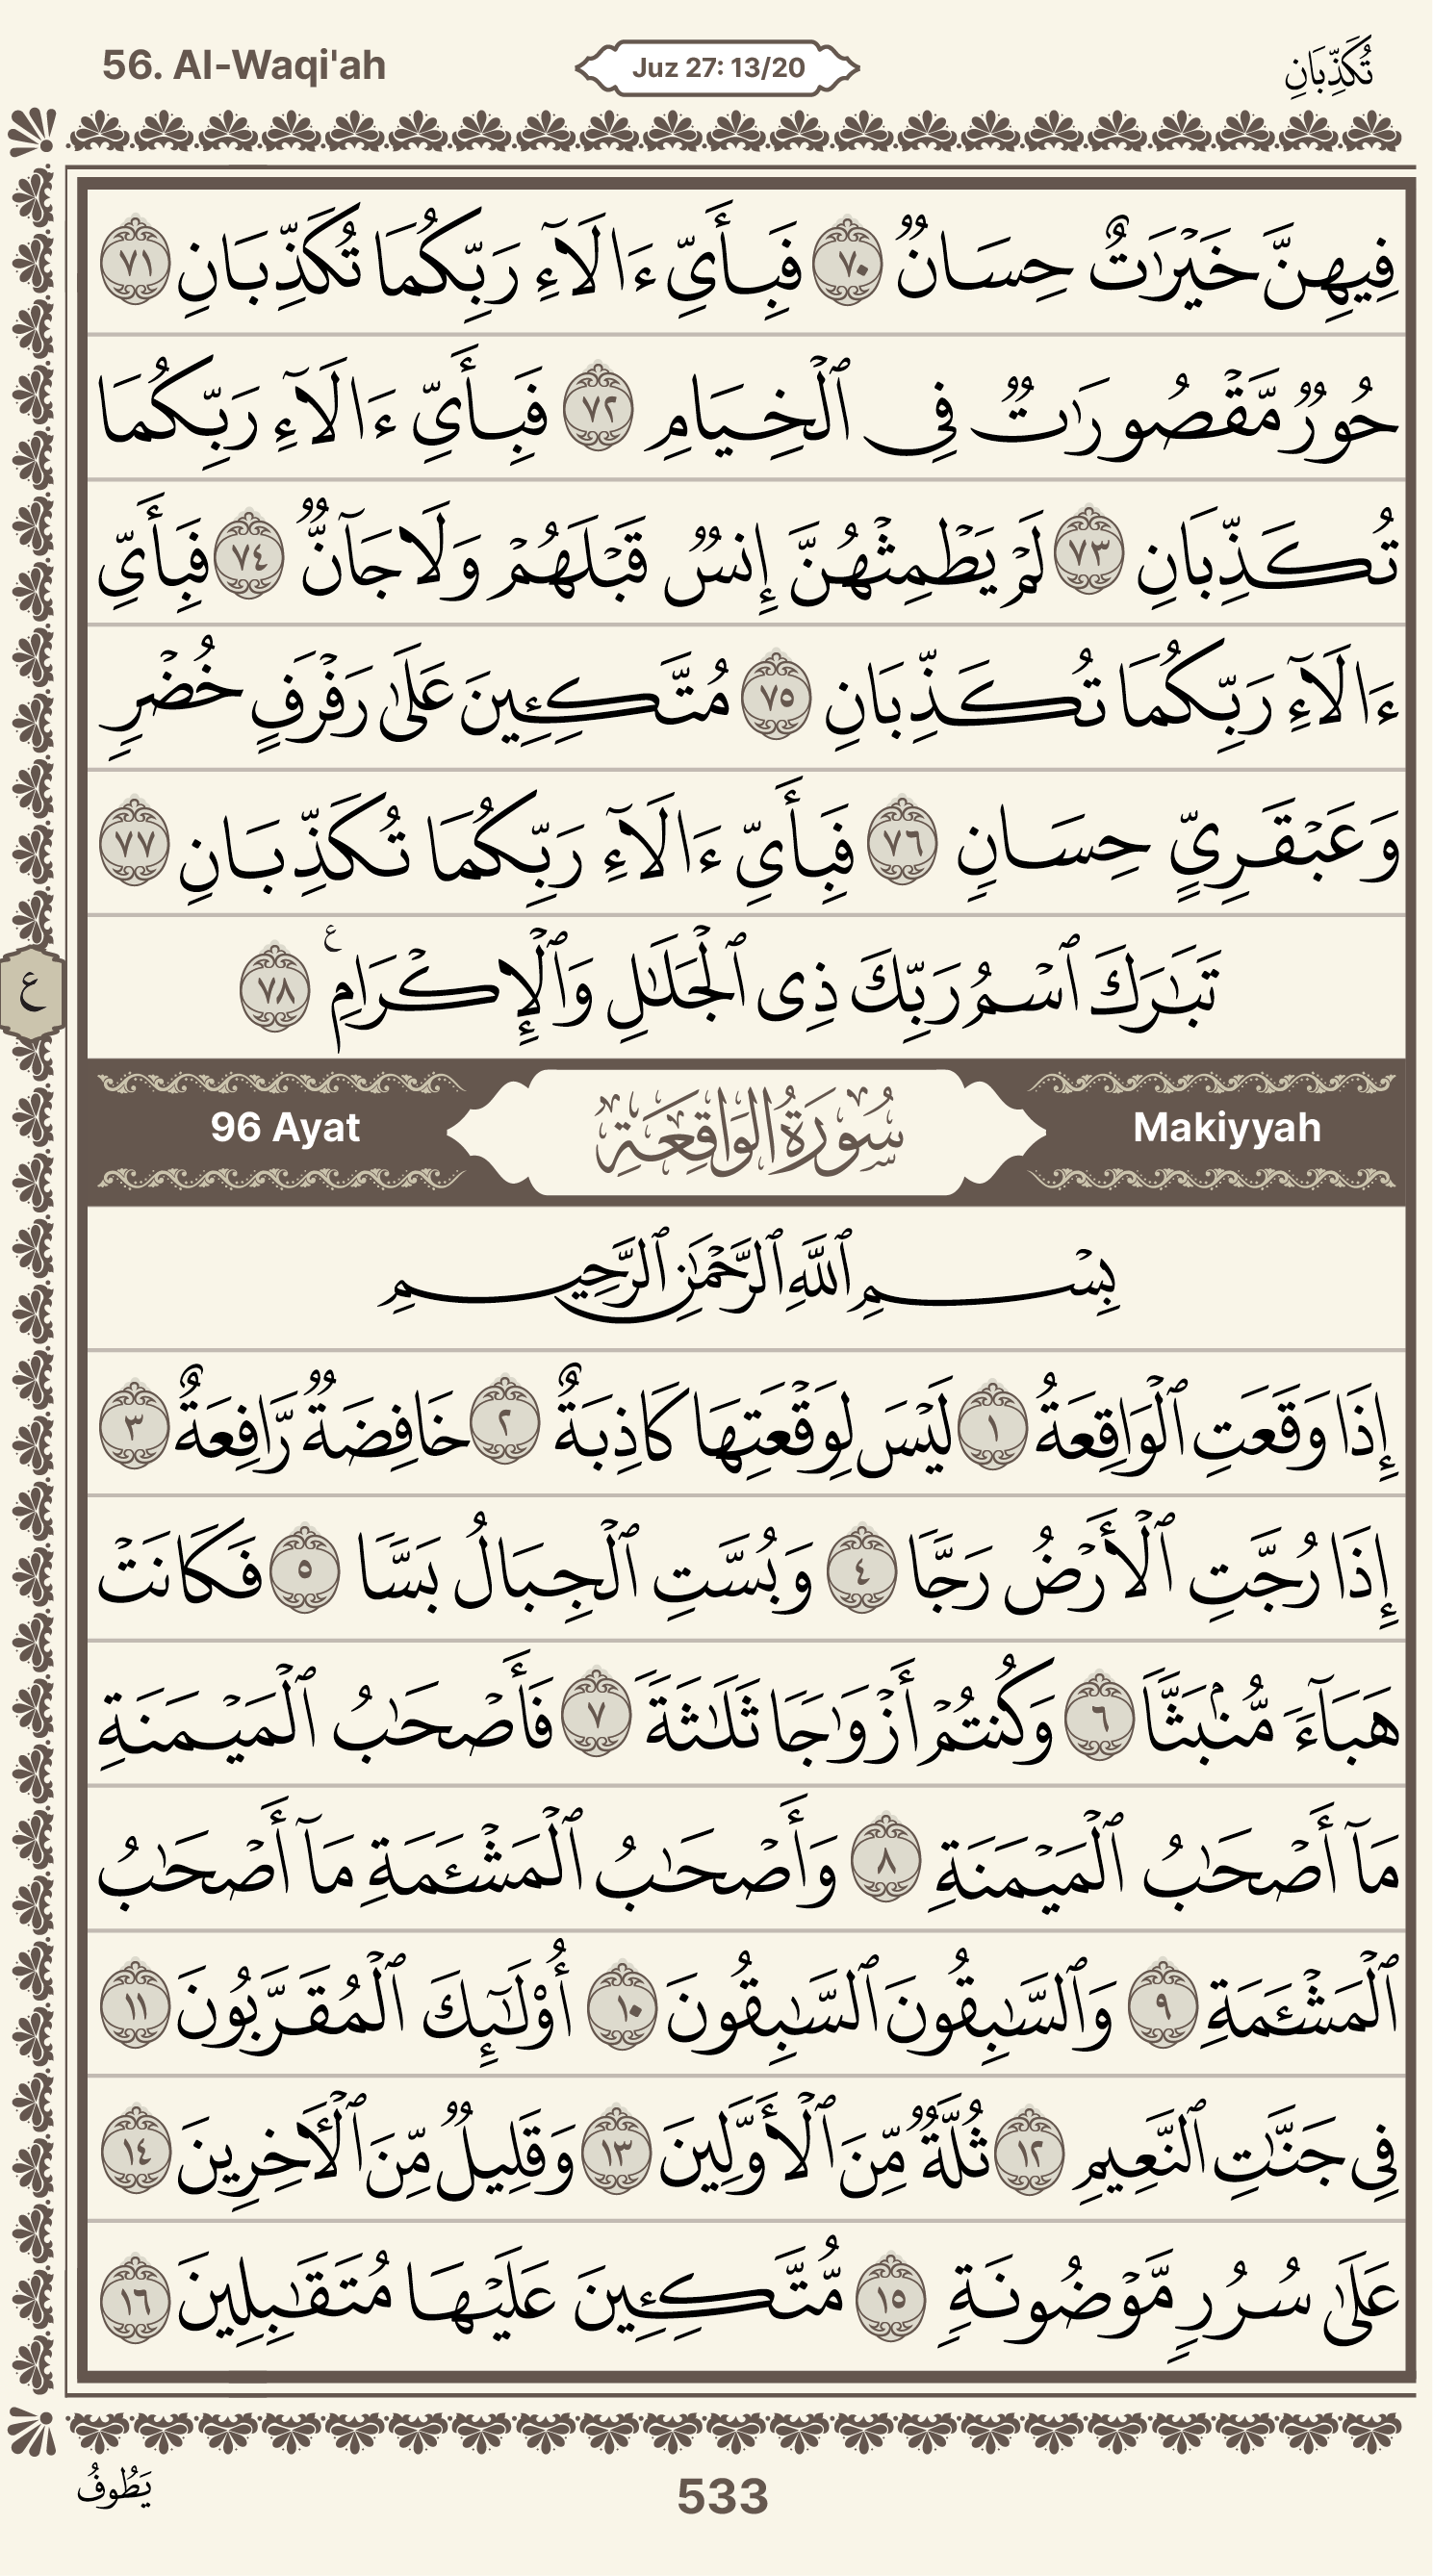 56. Al-Waqi'ah
Juz 27: 13/20
تُكَذِّبَانِ
فِيهِنَّ خَيْرَٰتٌ حِسَانٌ ٧٠ فَبِأَيِّ ءَالَآءِ رَبِّكُمَا تُكَذِّبَانِ ٧١
حُورٌ مَّقْصُورَٰتٌ فِى ٱلْخِيَامِ ٧٢ فَبِأَيِّ ءَالَآءِ رَبِّكُمَا
تُكَذِّبَانِ ٧٣ لَمْ يَطْمِثْهُنَّ إِنسٌ قَبْلَهُمْ وَلَا جَآنٌّ ٧٤ فَبِأَيِّ
ءَالَآءِ رَبِّكُمَا تُكَذِّبَانِ ٧٥ مُتَّكِـِٔينَ عَلَىٰ رَفْرَفٍ خُضْرٍ
وَعَبْقَرِيٍّ حِسَانٍ ٧٦ فَبِأَيِّ ءَالَآءِ رَبِّكُمَا تُكَذِّبَانِ ٧٧
ع
تَبَٰرَكَ ٱسْمُ رَبِّكَ ذِى ٱلْجَلَٰلِ وَٱلْإِكْرَامِ ٧٨
96 Ayat
سُورَةُ الوَاقِعَةِ
Makiyyah
بِسْمِ ٱللَّهِ ٱلرَّحْمَٰنِ ٱلرَّحِيمِ
إِذَا وَقَعَتِ ٱلْوَاقِعَةُ ١ لَيْسَ لِوَقْعَتِهَا كَاذِبَةٌ ٢ خَافِضَةٌ رَّافِعَةٌ ٣
إِذَا رُجَّتِ ٱلْأَرْضُ رَجًّا ٤ وَبُسَّتِ ٱلْجِبَالُ بَسًّا ٥ فَكَانَتْ
هَبَآءً مُّنۢبَثًّا ٦ وَكُنتُمْ أَزْوَٰجًا ثَلَٰثَةً ٧ فَأَصْحَٰبُ ٱلْمَيْمَنَةِ
مَآ أَصْحَٰبُ ٱلْمَيْمَنَةِ ٨ وَأَصْحَٰبُ ٱلْمَشْـَٔمَةِ مَآ أَصْحَٰبُ
ٱلْمَشْـَٔمَةِ ٩ وَٱلسَّٰبِقُونَ ٱلسَّٰبِقُونَ ١٠ أُو۟لَٰٓئِكَ ٱلْمُقَرَّبُونَ ١١
فِى جَنَّٰتِ ٱلنَّعِيمِ ١٢ ثُلَّةٌ مِّنَ ٱلْأَوَّلِينَ ١٣ وَقَلِيلٌ مِّنَ ٱلْـَٔاخِرِينَ ١٤
عَلَىٰ سُرُرٍ مَّوْضُونَةٍ ١٥ مُّتَّكِـِٔينَ عَلَيْهَا مُتَقَٰبِلِينَ ١٦
يَطُوفُ
533